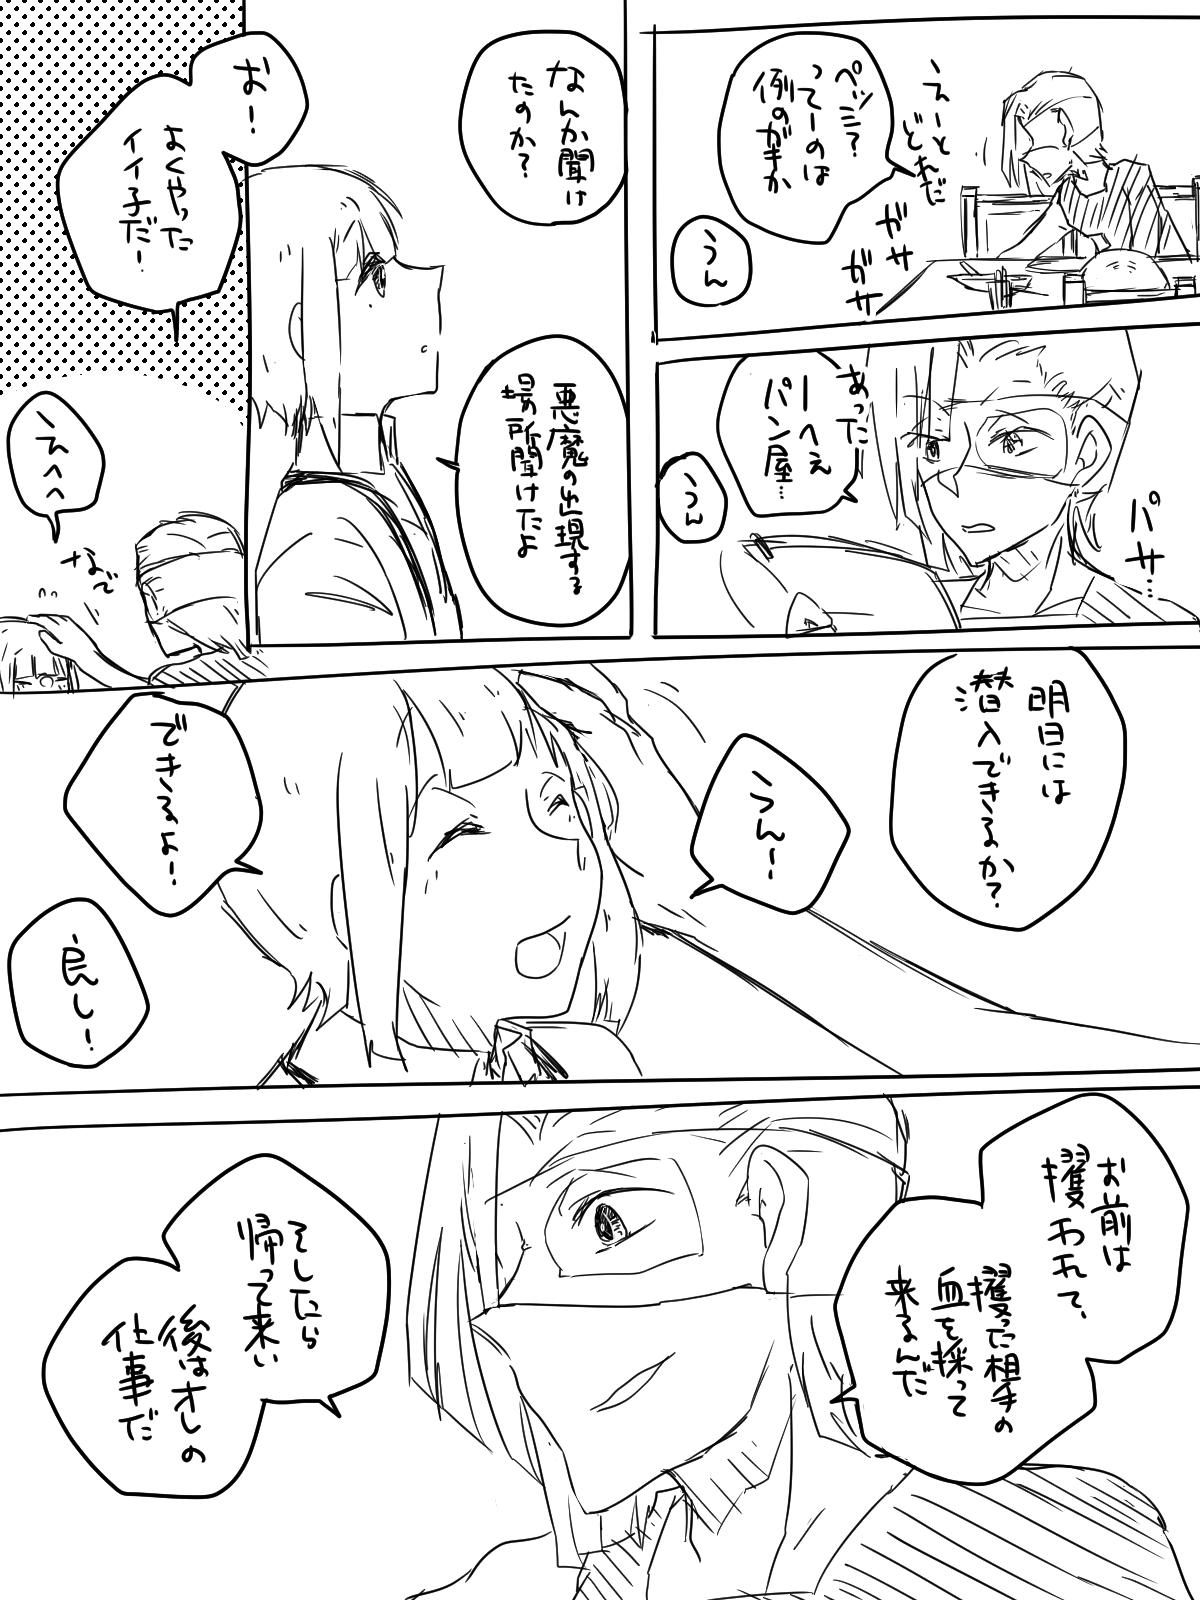 えーと
どれだ
ペッシ?
ってーのは
例のガキか
ガサ
ガサ
うん
あった
ーへぇ
パン屋…
うん
パサ…
なんか聞け
たのか?
悪魔の出現する
場所聞けたよ
お!
よくやった
イイ子だ!
えへへ
なで
明日には
潜入できるか?
うん!
できるよ!
良し!
お前は
攫われて、
攫った相手の
血を採って
来るんだ
そしたら
帰って来い
後はオレの
仕事だ